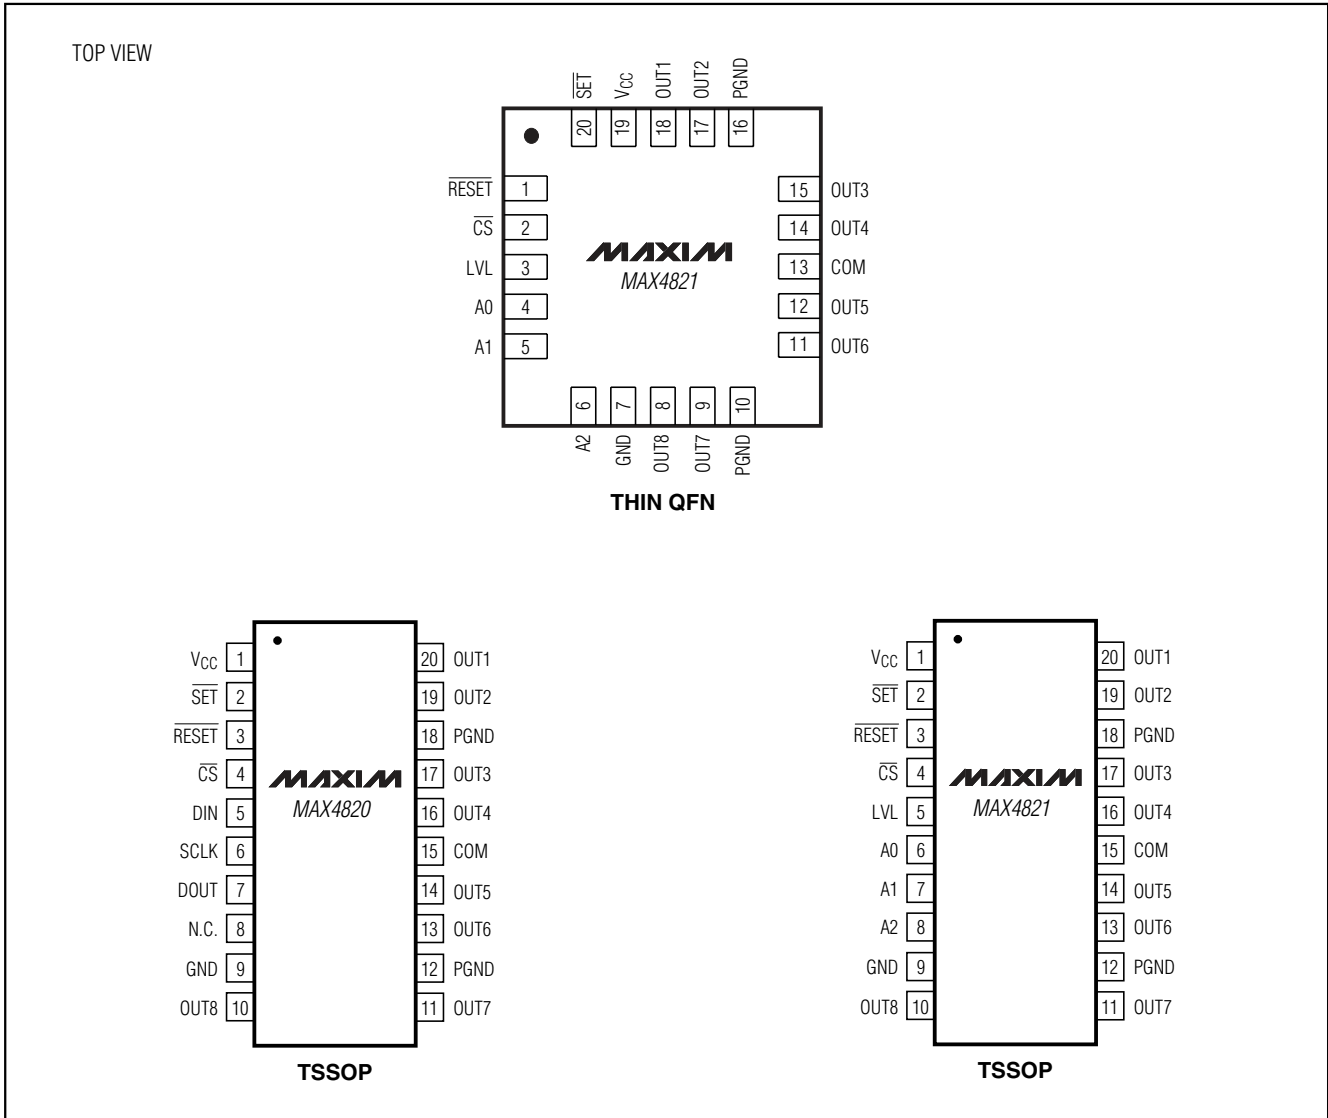 TOP VIEW
SET VCC OUT1 OUT2 PGND
20 19 18 17 16
RESET 1 15 OUT3
CS 2 14 OUT4
LVL 3 MAXIM 13 COM
MAX4821
A0 4 12 OUT5
A1 5 11 OUT6
6 7 8 9 10
A2 GND OUT8 OUT7 PGND
THIN QFN
VCC 1 20 OUT1
SET 2 19 OUT2
RESET 3 18 PGND
CS 4 MAXIM 17 OUT3
DIN 5 MAX4820 16 OUT4
SCLK 6 15 COM
DOUT 7 14 OUT5
N.C. 8 13 OUT6
GND 9 12 PGND
OUT8 10 11 OUT7
TSSOP
VCC 1 20 OUT1
SET 2 19 OUT2
RESET 3 18 PGND
CS 4 MAXIM 17 OUT3
LVL 5 MAX4821 16 OUT4
A0 6 15 COM
A1 7 14 OUT5
A2 8 13 OUT6
GND 9 12 PGND
OUT8 10 11 OUT7
TSSOP